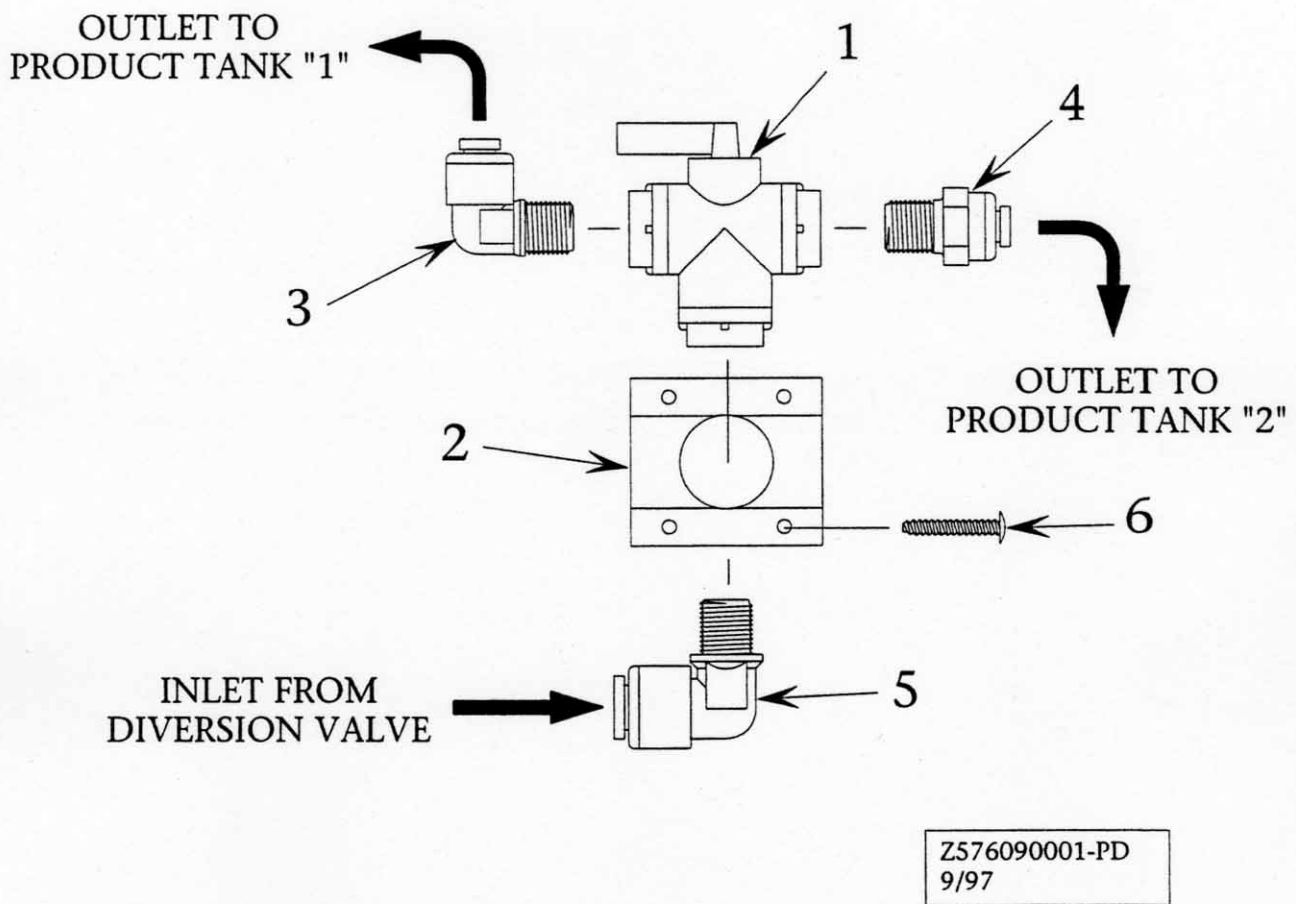 OUTLET TO
PRODUCT TANK "1"
1
4
3
OUTLET TO
PRODUCT TANK "2"
2
6
INLET FROM
DIVERSION VALVE
5
Z576090001-PD
9/97